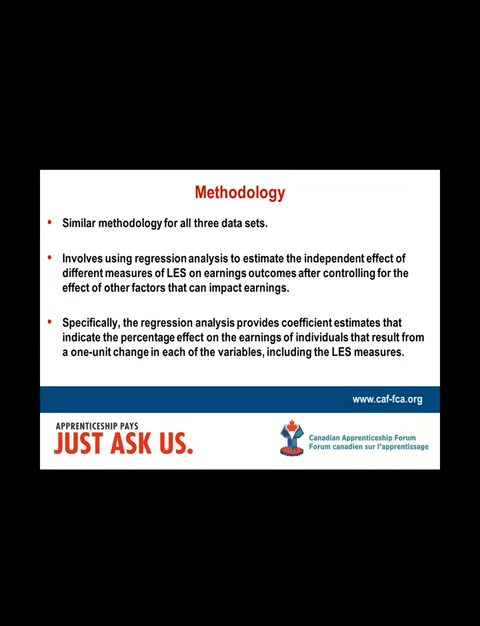 Methodology
• Similar methodology for all three data sets.
• Involves using regression analysis to estimate the independent effect of
different measures of LES on earnings outcomes after controlling for the
effect of other factors that can impact earnings.
• Specifically, the regression analysis provides coefficient estimates that
indicate the percentage effect on the earnings of individuals that result from
a one-unit change in each of the variables, including the LES measures.
www.caf-fca.org
APPRENTICESHIP PAYS
JUST ASK US.
Canadian Apprenticeship Forum
Forum canadien sur l'apprentissage